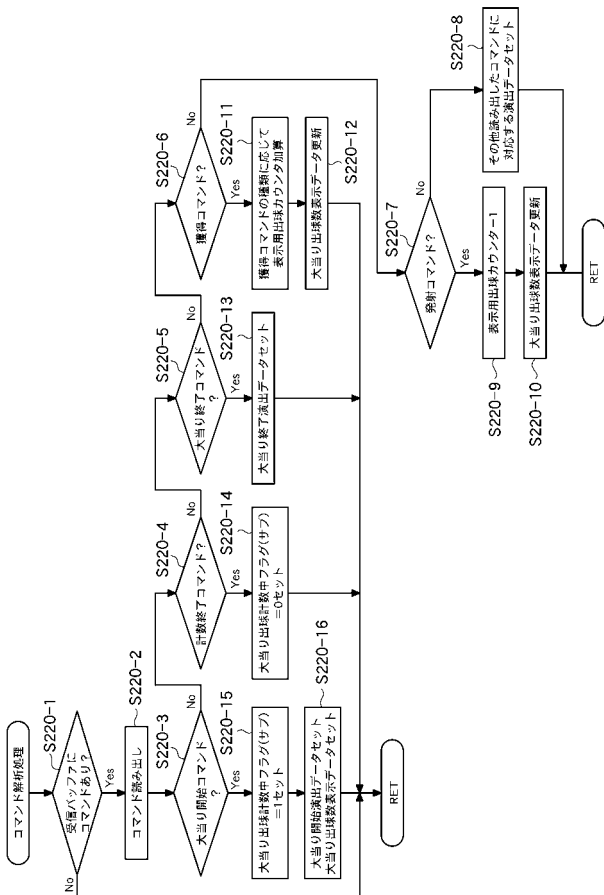 コマンド解析処理
S220-1
受信バッファに
コマンドあり?
No
Yes
S220-2
コマンド読み出し
S220-3
大当り開始コマンド
?
No
Yes
S220-15
大当り出球計数中フラグ(サブ)
=1セット
S220-16
大当り開始演出データセット
大当り出球数表示データセット
RET
S220-4
計数終了コマンド?
No
Yes
S220-14
大当り出球計数中フラグ(サブ)
=0セット
S220-5
大当り終了コマンド
?
No
Yes
S220-13
大当り終了演出データセット
S220-6
獲得コマンド?
No
Yes
S220-11
獲得コマンドの種類に応じて
表示用出球カウンタ加算
S220-12
大当り出球数表示データ更新
S220-7
発射コマンド?
No
Yes
S220-8
その他読み出したコマンドに
対応する演出データセット
S220-9
表示用出球カウンタ-1
S220-10
大当り出球数表示データ更新
RET